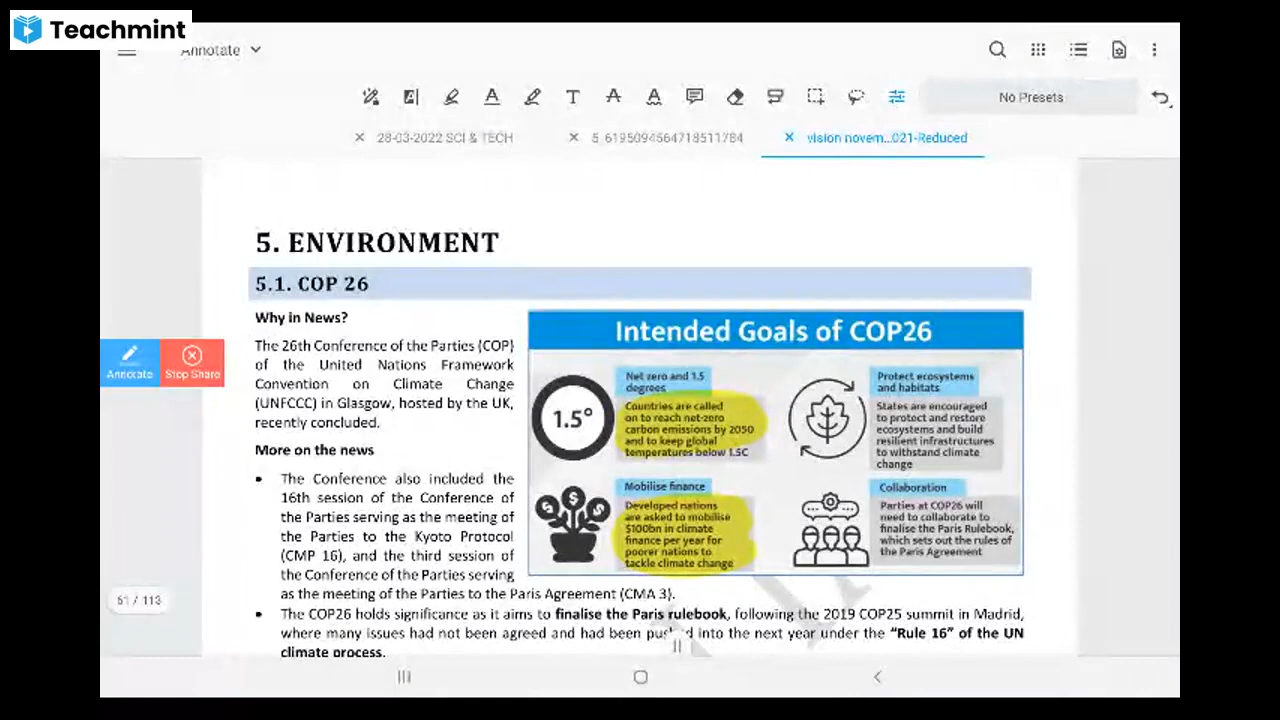 Teachmint
Annotate
No Presets
28-03-2022 SCI & TECH
5_6195094564718511784
vision novem...021-Reduced
5. ENVIRONMENT
5.1. COP 26
Why in News?
The 26th Conference of the Parties (COP)
of the United Nations Framework
Convention on Climate Change
(UNFCCC) in Glasgow, hosted by the UK,
recently concluded.
More on the news
• The Conference also included the
16th session of the Conference of
the Parties serving as the meeting of
the Parties to the Kyoto Protocol
(CMP 16), and the third session of
the Conference of the Parties serving
as the meeting of the Parties to the Paris Agreement (CMA 3).
• The COP26 holds significance as it aims to finalise the Paris rulebook, following the 2019 COP25 summit in Madrid,
where many issues had not been agreed and had been pushed into the next year under the “Rule 16” of the UN
climate process.
Intended Goals of COP26
1.5°
Net zero and 1.5
degrees
Countries are called
on to reach net-zero
carbon emissions by 2050
and to keep global
temperatures below 1.5C
Protect ecosystems
and habitats
States are encouraged
to protect and restore
ecosystems and build
resilient infrastructures
to withstand climate
change
Mobilise finance
Developed nations
are asked to mobilise
$100bn in climate
finance per year for
poorer nations to
tackle climate change
Collaboration
Parties at COP26 will
need to collaborate to
finalise the Paris Rulebook,
which sets out the rules of
the Paris Agreement
Annotate
Stop Share
61 / 113